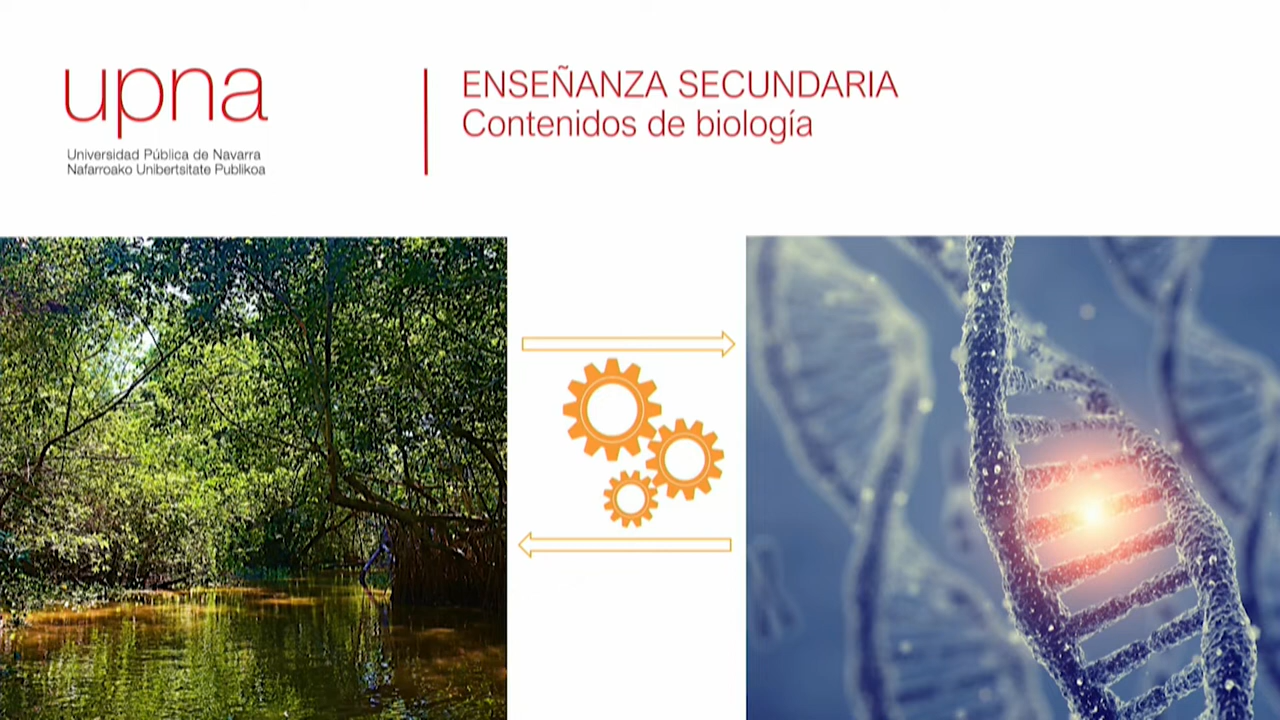 upna
Universidad Pública de Navarra
Nafarroako Unibertsitate Publikoa
ENSEÑANZA SECUNDARIA
Contenidos de biología